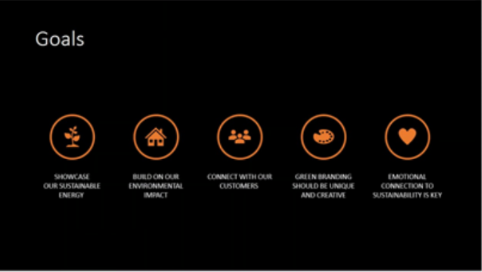 Goals
SHOWCASE
OUR SUSTAINABLE
ENERGY
BUILD ON OUR
ENVIRONMENTAL
IMPACT
CONNECT WITH OUR
CUSTOMERS
GREEN BRANDING
SHOULD BE UNIQUE
AND CREATIVE
EMOTIONAL
CONNECTION TO
SUSTAINABILITY IS KEY